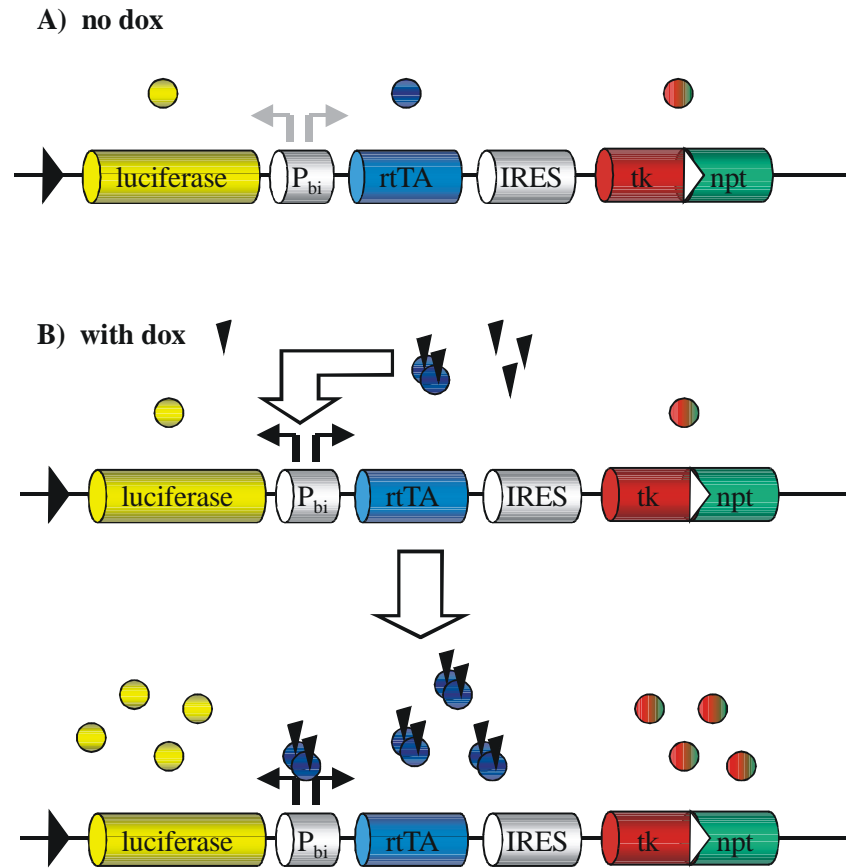 A) no dox
luciferase Pbi rtTA IRES tk npt
B) with dox
luciferase Pbi rtTA IRES tk npt
luciferase Pbi rtTA IRES tk npt